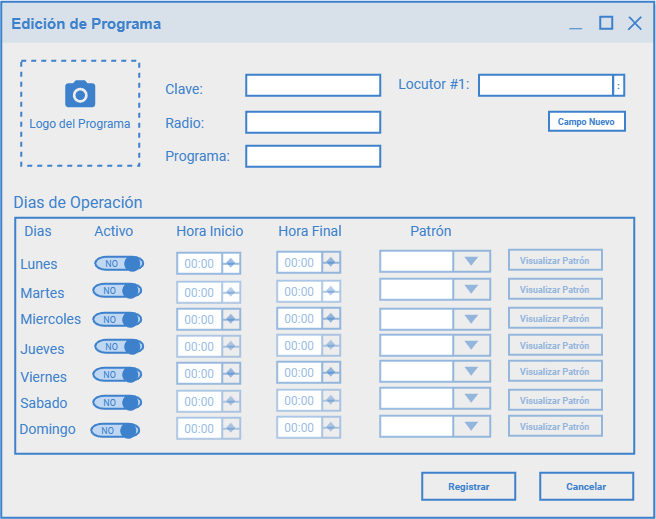 Edición de Programa
Logo del Programa
Clave:
Locutor #1:
:
Radio:
Campo Nuevo
Programa:
Dias de Operación
Dias Activo Hora Inicio Hora Final Patrón
Lunes NO 00:00 00:00 Visualizar Patrón
Martes NO 00:00 00:00 Visualizar Patrón
Miercoles NO 00:00 00:00 Visualizar Patrón
Jueves NO 00:00 00:00 Visualizar Patrón
Viernes NO 00:00 00:00 Visualizar Patrón
Sabado NO 00:00 00:00 Visualizar Patrón
Domingo NO 00:00 00:00 Visualizar Patrón
Registrar Cancelar